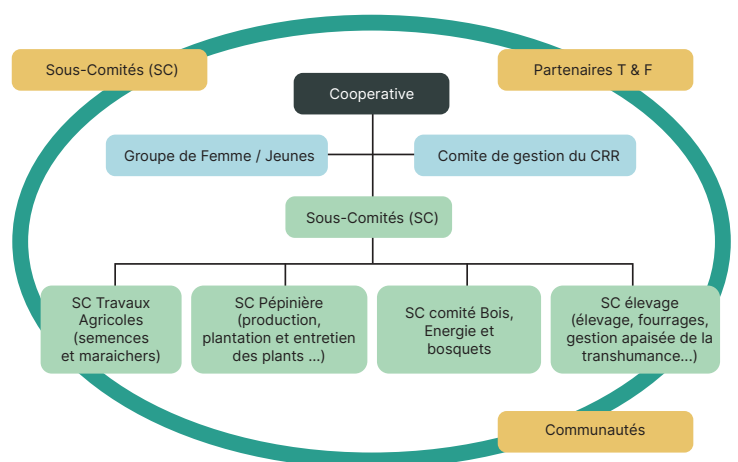 Sous-Comités (SC)
Partenaires T & F
Cooperative
Groupe de Femme / Jeunes
Comite de gestion du CRR
Sous-Comités (SC)
SC Travaux
Agricoles
(semences
et maraichers)
SC Pépinière
(production,
plantation et entretien
des plants ...)
SC comité Bois,
Energie et
bosquets
SC élevage
(élevage, fourrages,
gestion apaisée de la
transhumance...)
Communautés